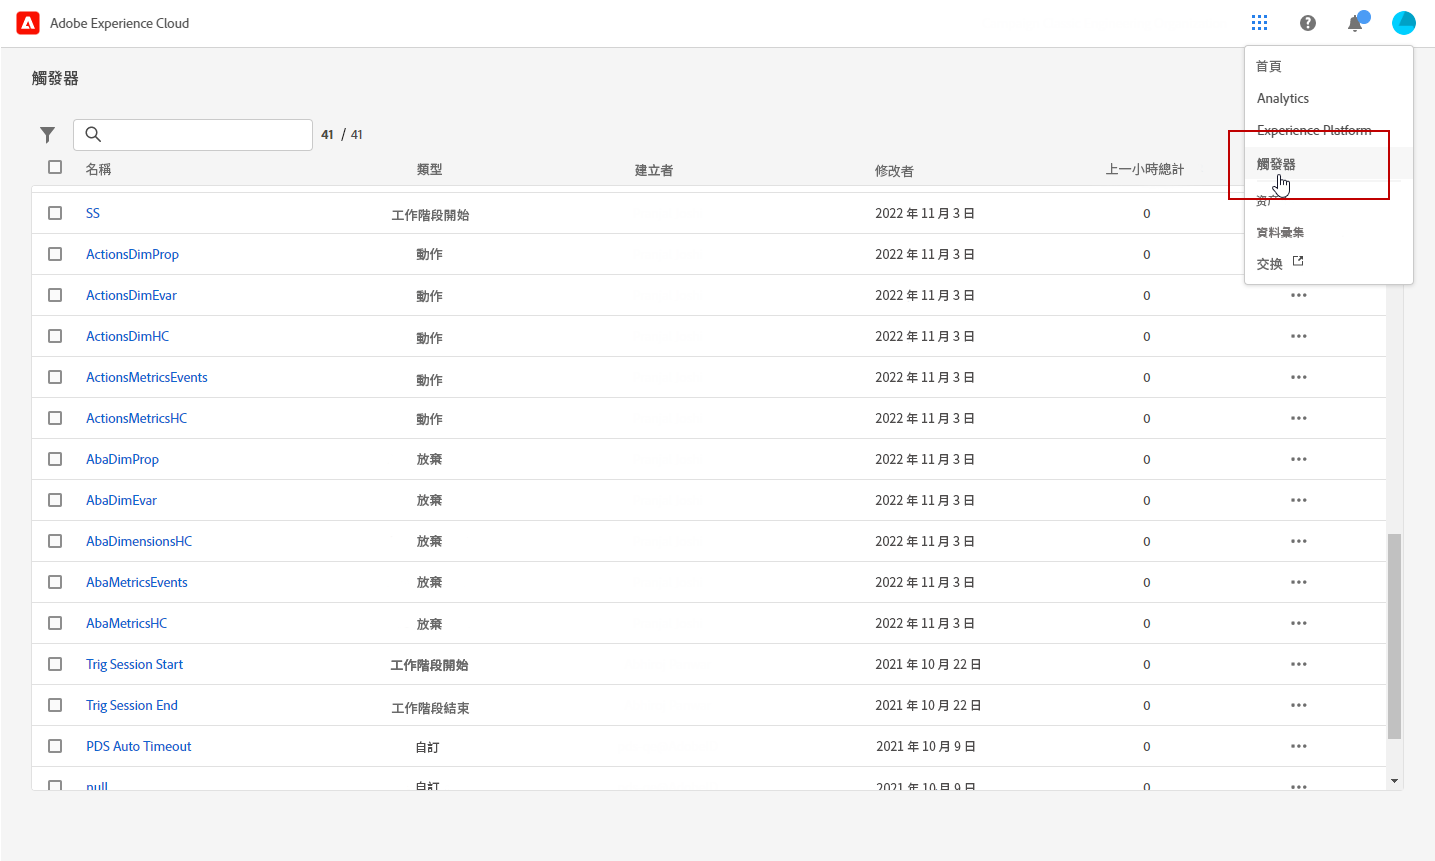 Adobe Experience Cloud
觸發器
首頁
Analytics
Experience Platform
觸發器
资产
資料彙集
交换
41 / 41
名稱 類型 建立者 修改者 上一小時總計
SS 工作階段開始 2022 年 11 月 3 日 0
ActionsDimProp 動作 2022 年 11 月 3 日 0
ActionsDimEvar 動作 2022 年 11 月 3 日 0
ActionsDimHC 動作 2022 年 11 月 3 日 0
ActionsMetricsEvents 動作 2022 年 11 月 3 日 0
ActionsMetricsHC 動作 2022 年 11 月 3 日 0
AbaDimProp 放棄 2022 年 11 月 3 日 0
AbaDimEvar 放棄 2022 年 11 月 3 日 0
AbaDimensionsHC 放棄 2022 年 11 月 3 日 0
AbaMetricsEvents 放棄 2022 年 11 月 3 日 0
AbaMetricsHC 放棄 2022 年 11 月 3 日 0
Trig Session Start 工作階段開始 2021 年 10 月 22 日 0
Trig Session End 工作階段結束 2021 年 10 月 22 日 0
PDS Auto Timeout 自訂 2021 年 10 月 9 日 0
null 自訂 2021 年 10 月 9 日 0